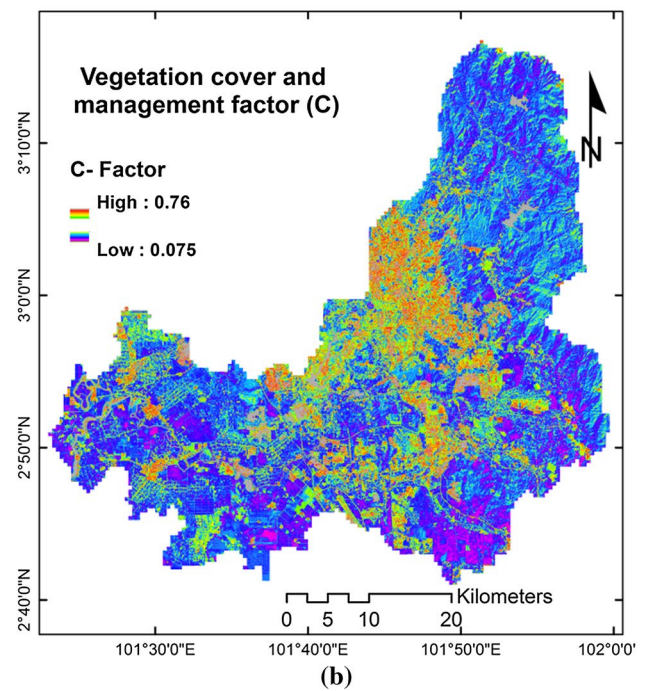 Vegetation cover and
management factor (C)
N
C- Factor
High : 0.76
Low : 0.075
3°10'0"N
3°0'0"N
2°50'0"N
2°40'0"N
Kilometers
0 5 10 20
101°30'0"E 101°40'0"E 101°50'0"E 102°0'0'
(b)